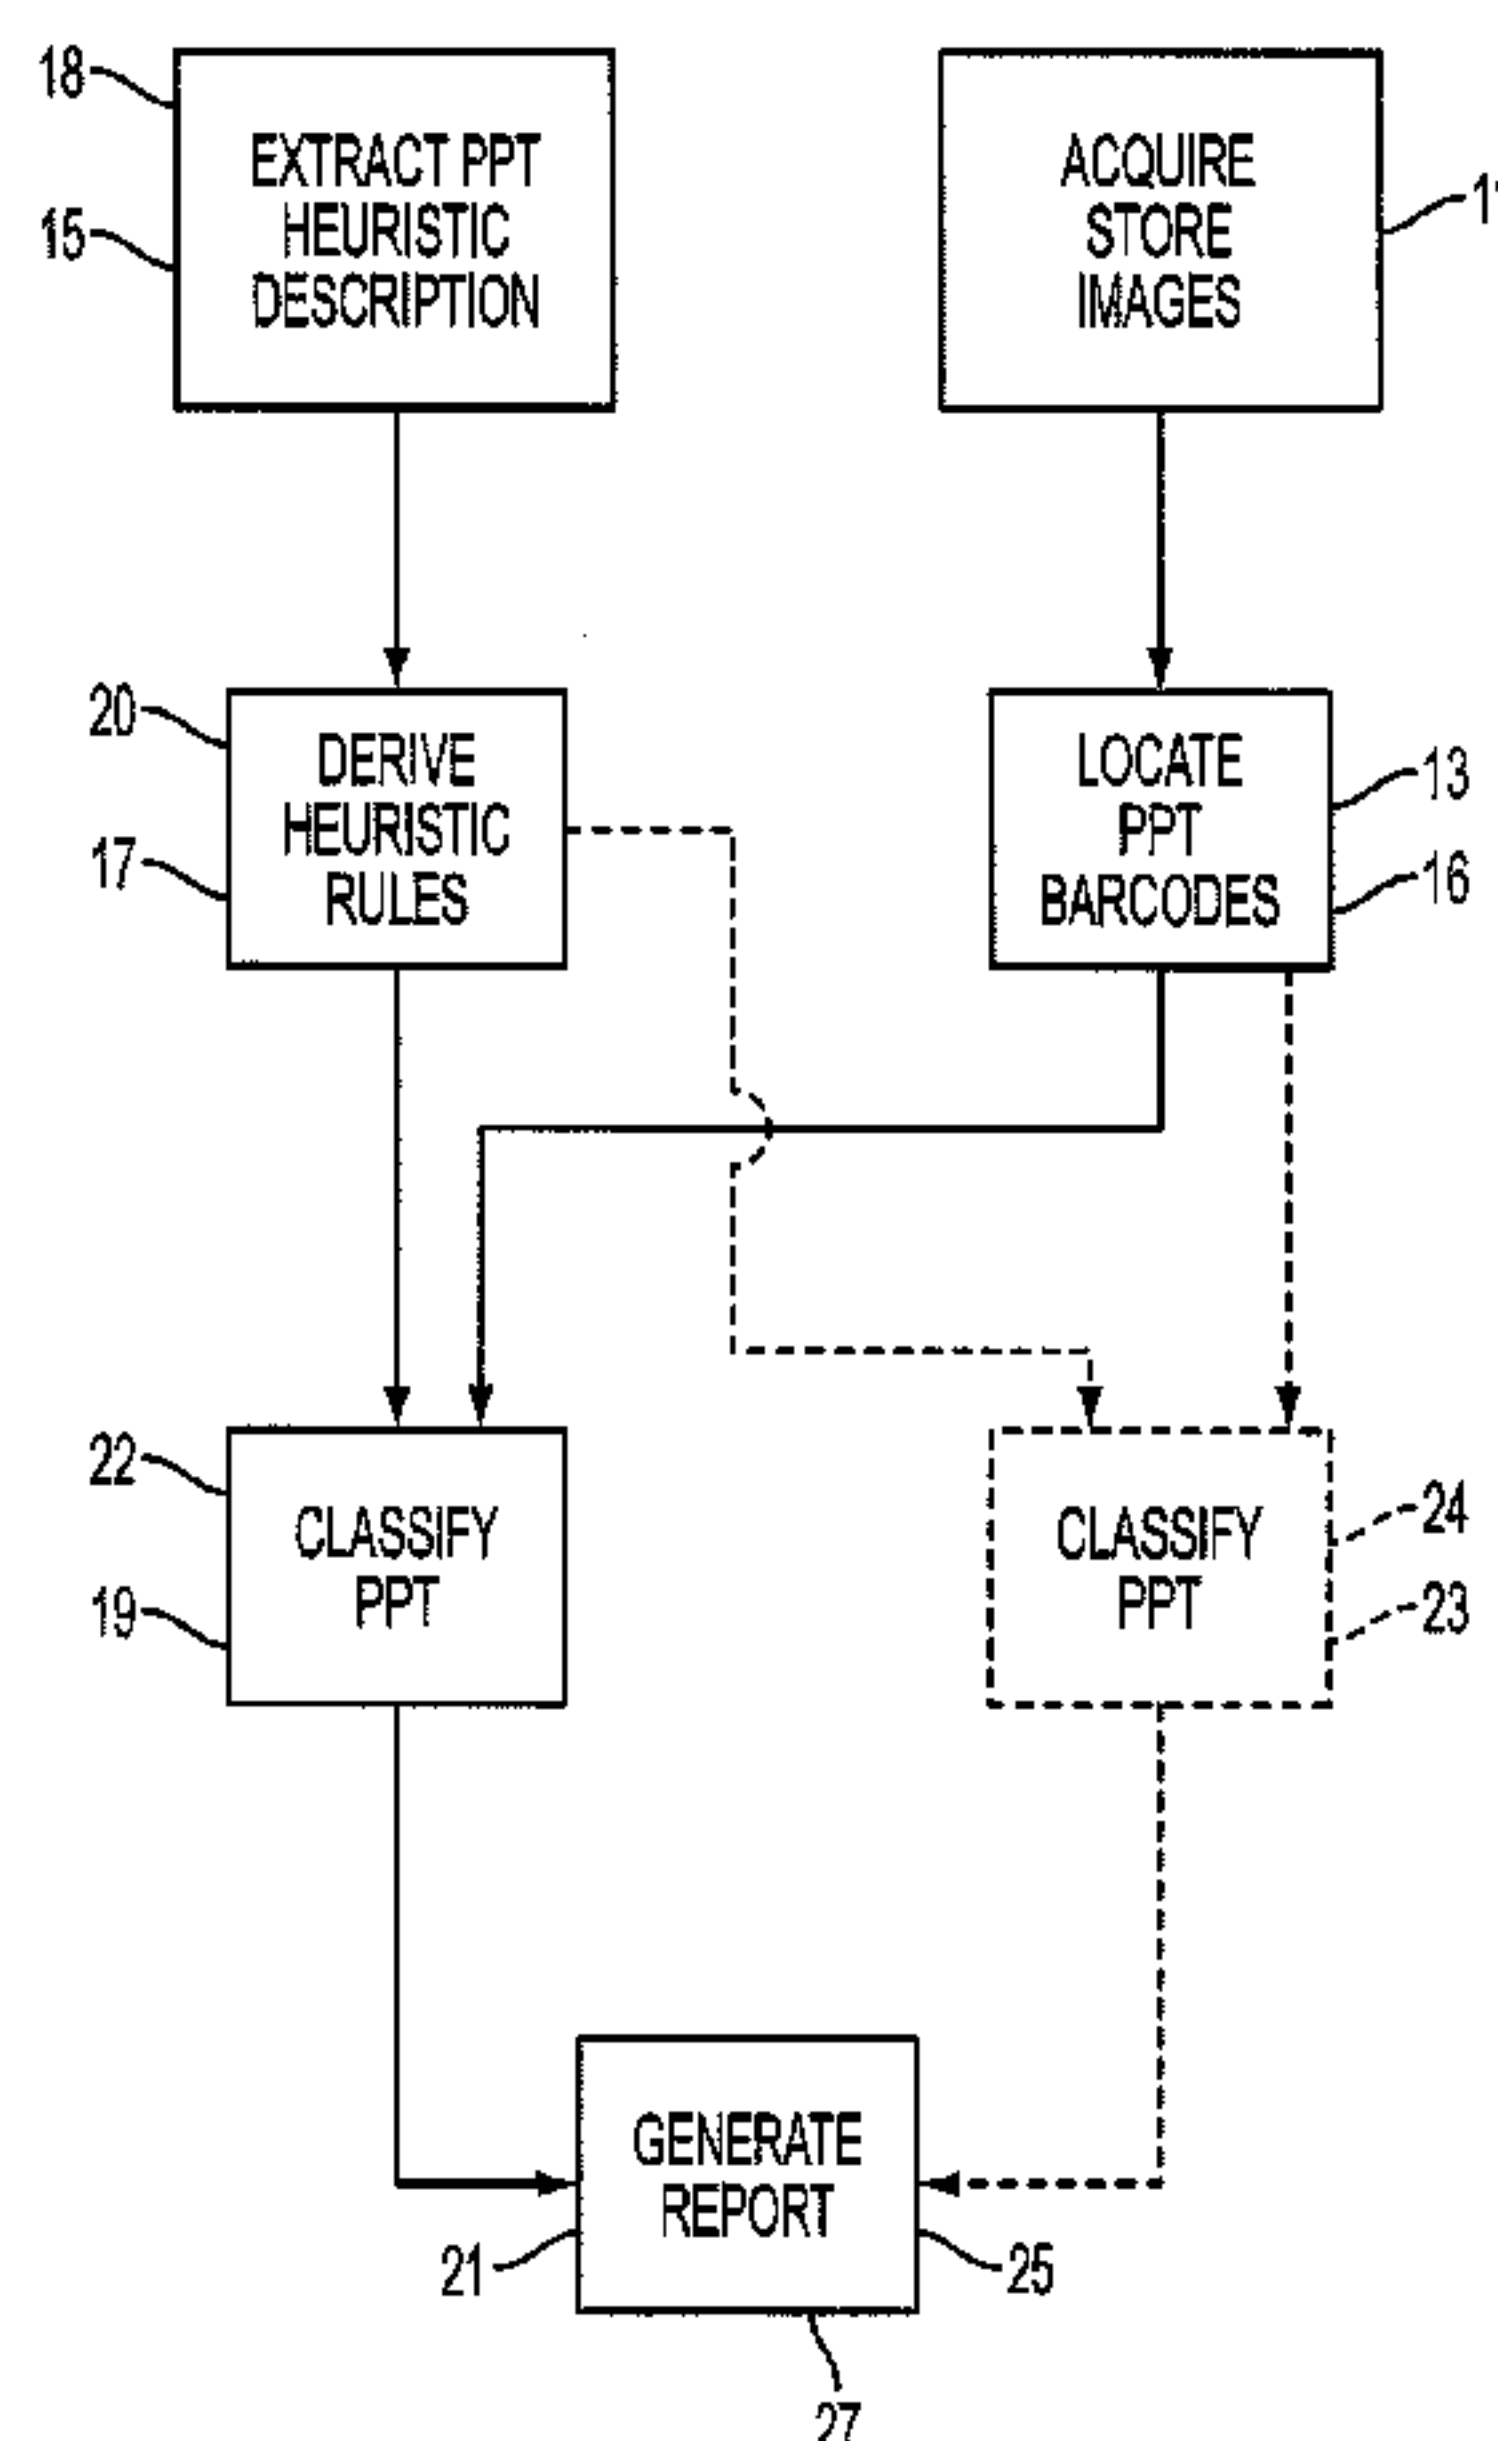 18
15
EXTRACT PPT
HEURISTIC
DESCRIPTION
ACQUIRE
STORE
IMAGES
20
17
DERIVE
HEURISTIC
RULES
LOCATE
PPT
BARCODES
13
16
22
19
CLASSIFY
PPT
CLASSIFY
PPT
24
23
GENERATE
REPORT
21
25
27